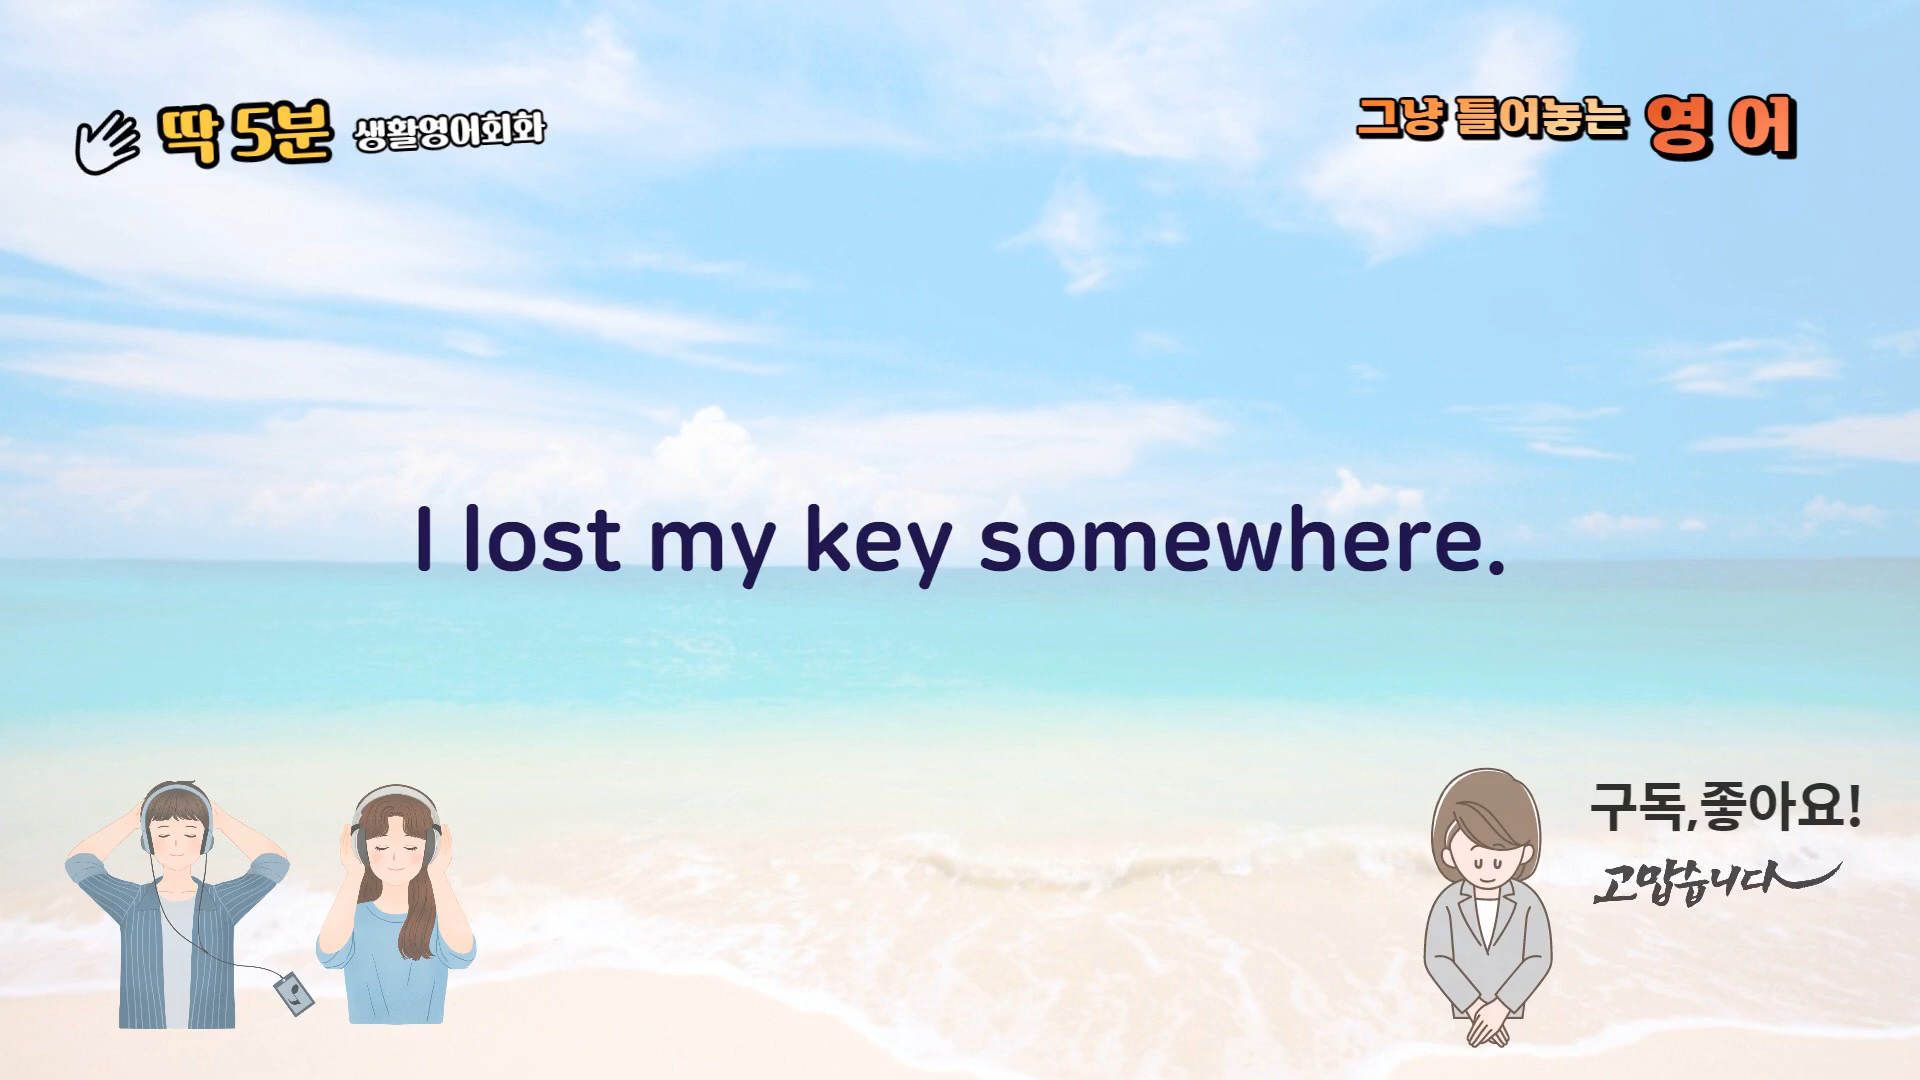 딱 5분 생활영어회화
그냥 틀어놓는 영어
I lost my key somewhere.
구독,좋아요!
고맙습니다